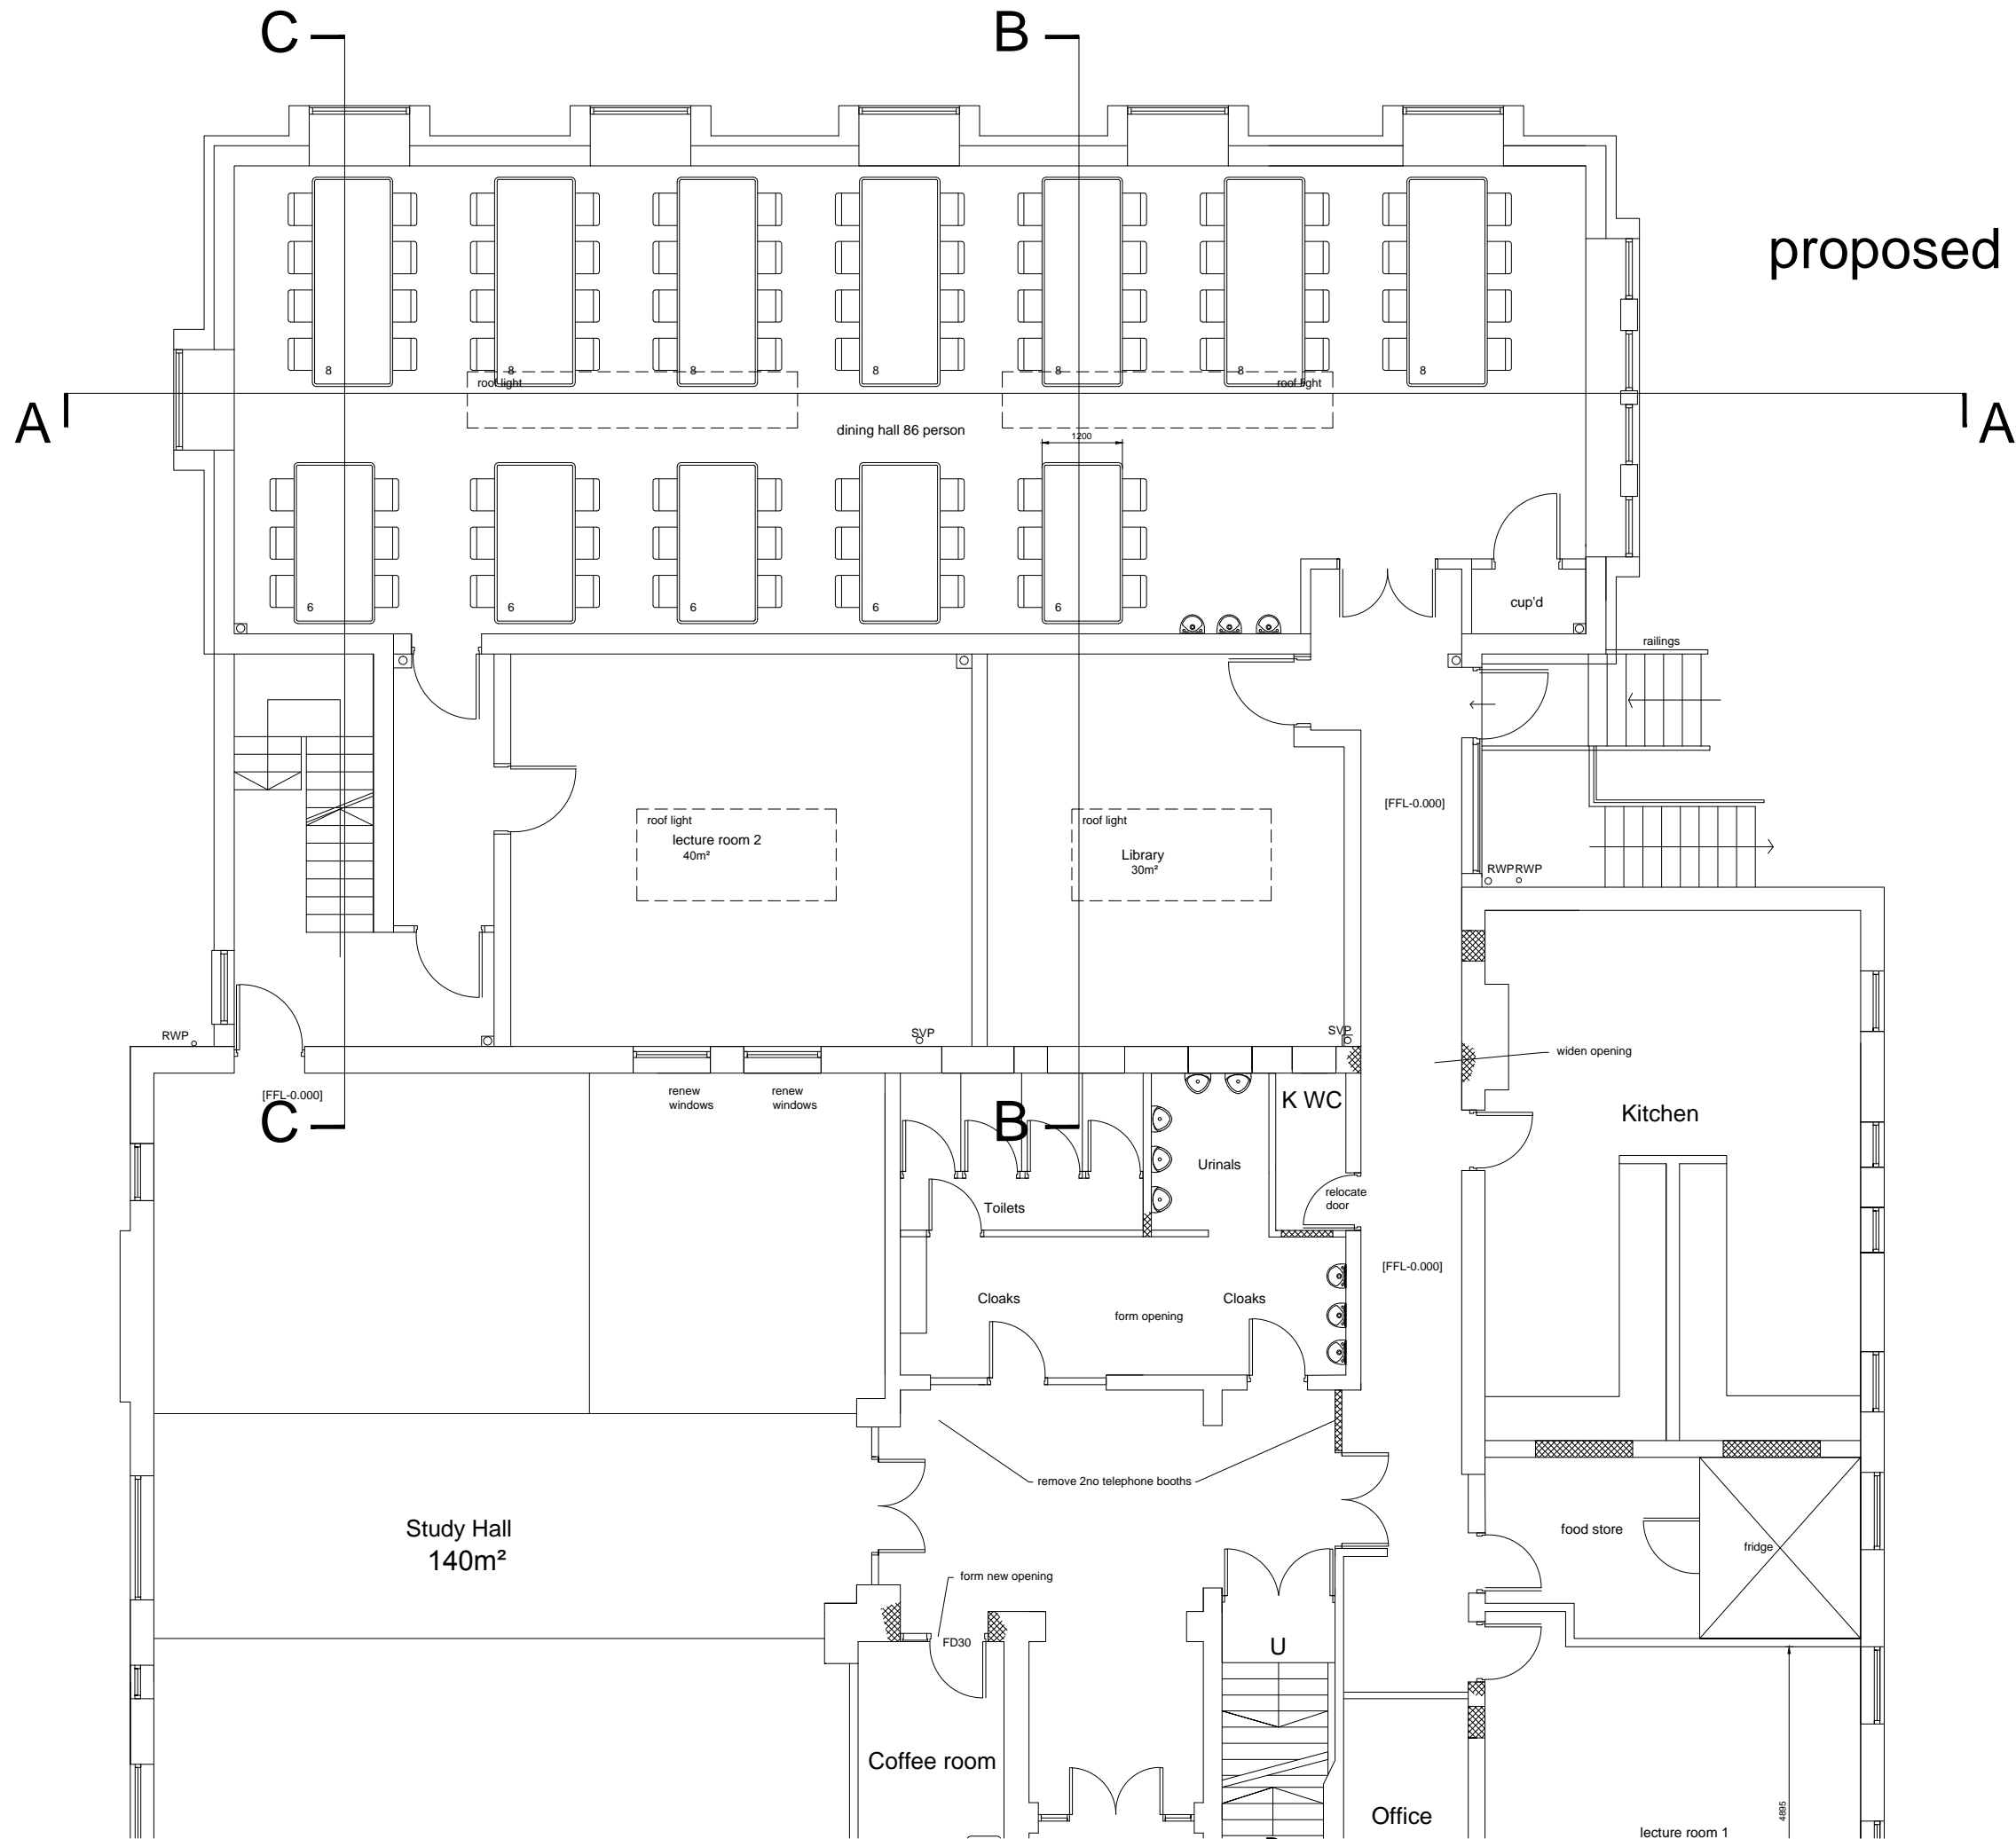 C
B
proposed
8
8
8
8
8
8
8
roof light
roof light
A
A
dining hall 86 person
1200
6
6
6
6
6
cup'd
railings
[FFL-0.000]
roof light
lecture room 2
40m²
roof light
Library
30m²
RWP
RWP
RWP
SVP
SVP
widen opening
[FFL-0.000]
C
renew
windows
renew
windows
B
K WC
Kitchen
Urinals
relocate
door
Toilets
[FFL-0.000]
Cloaks
Cloaks
form opening
remove 2no telephone booths
Study Hall
140m²
food store
fridge
form new opening
FD30
U
Coffee room
Office
4895
lecture room 1